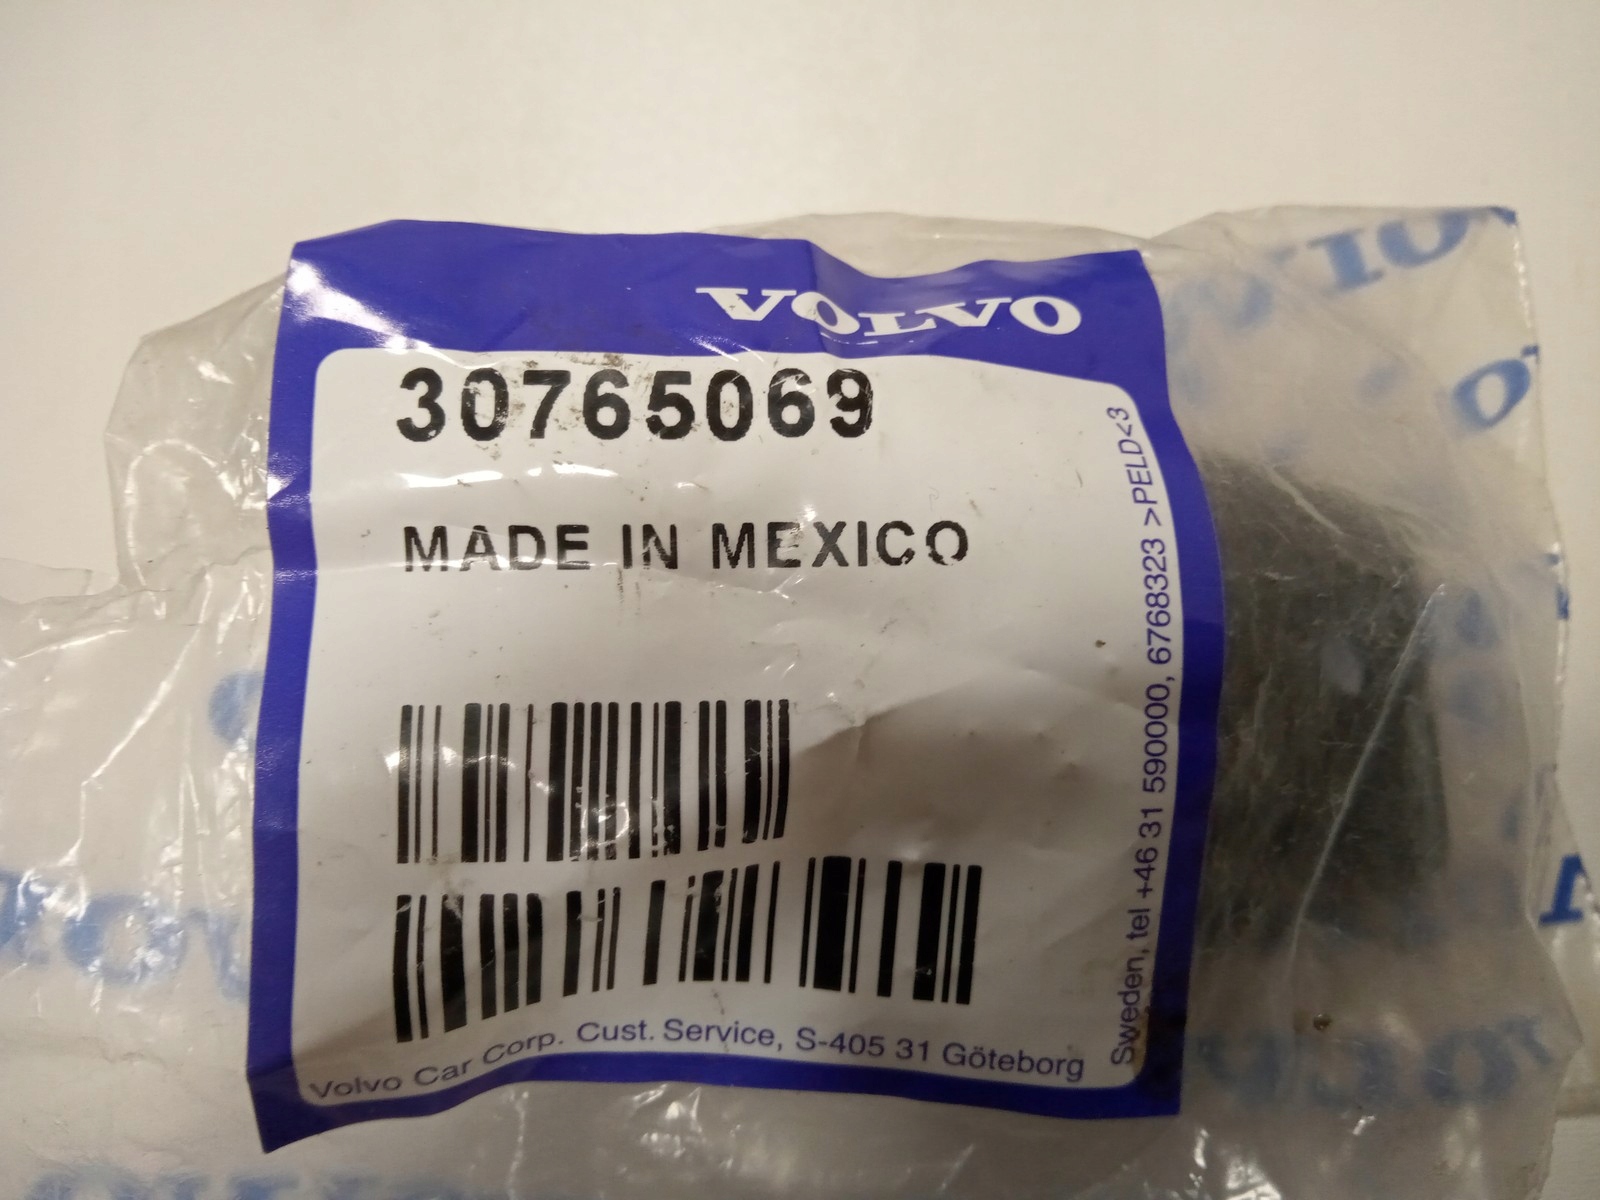 VOLVO
30765069
MADE IN MEXICO
Volvo Car Corp. Cust. Service, S-405 31 Göteborg
Sweden, tel +46 31 590000, 6768323 >PELD<3